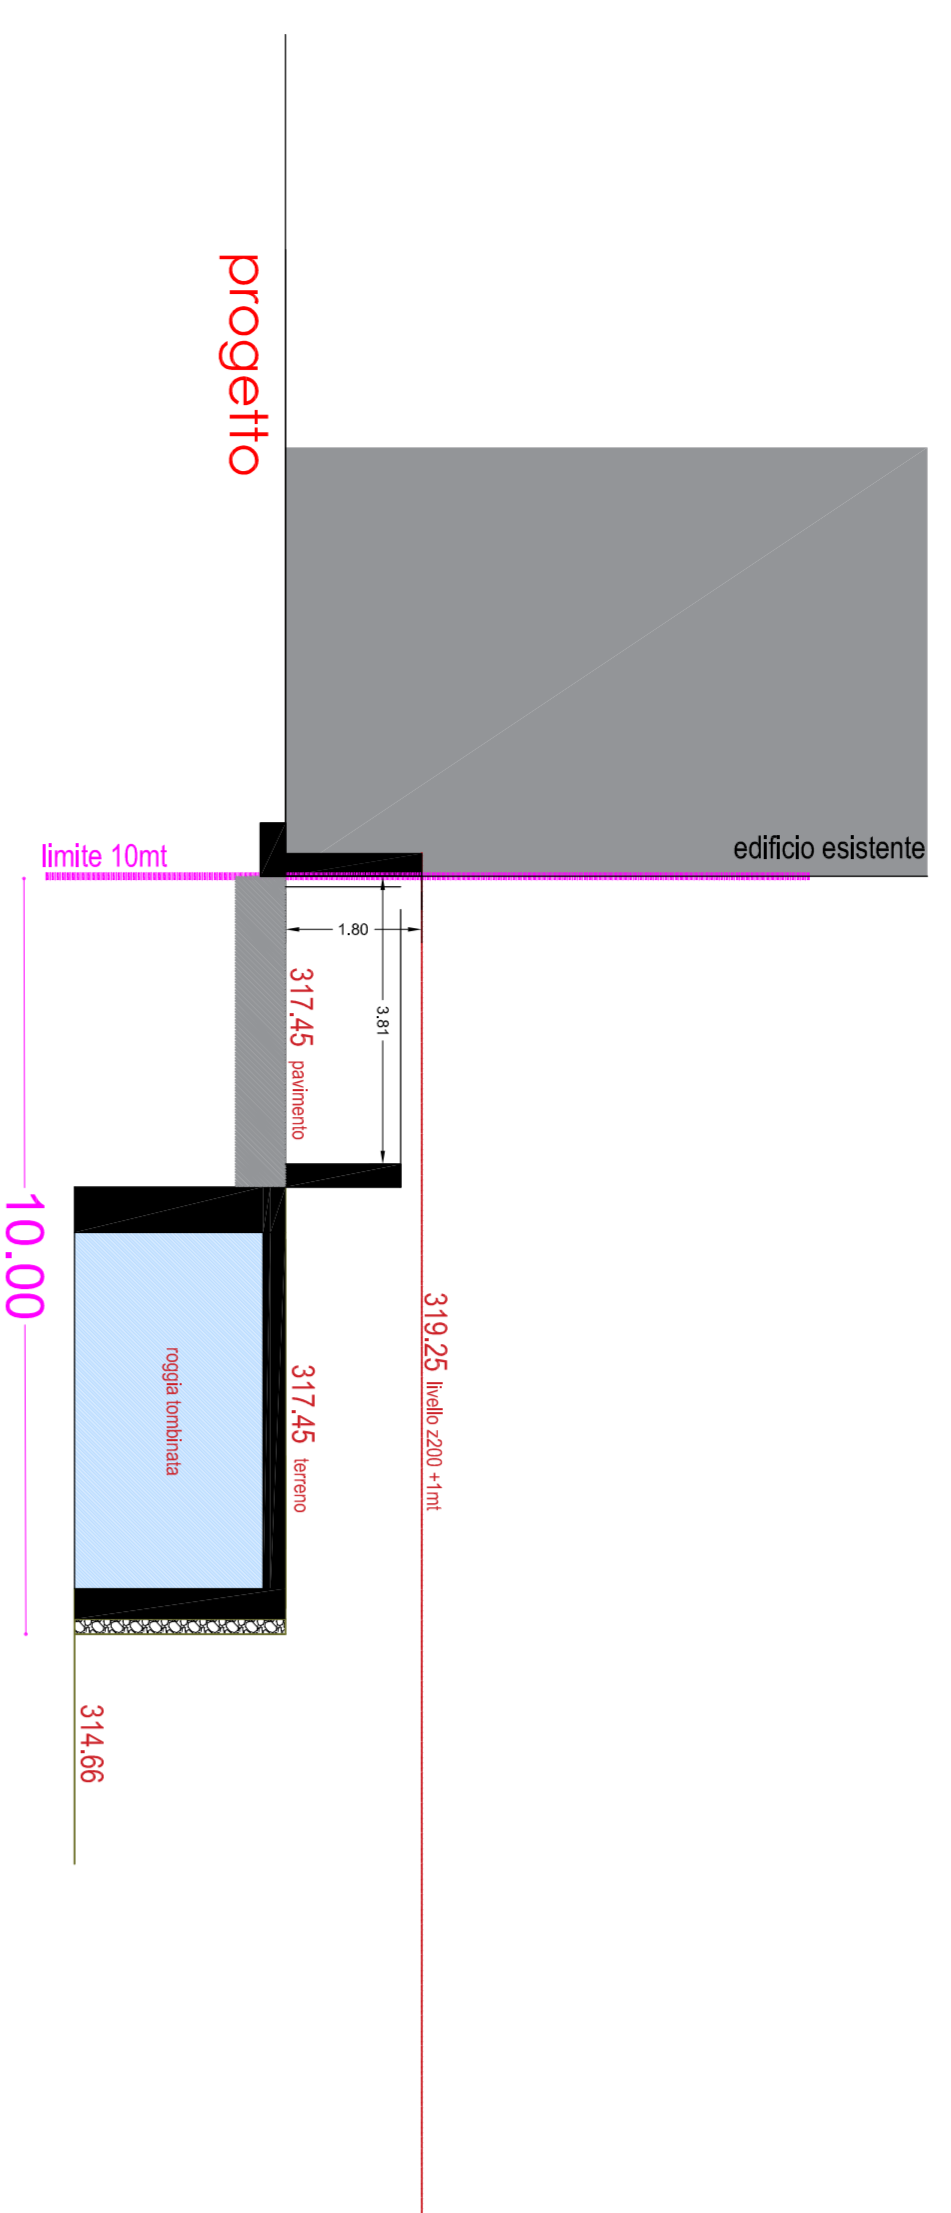 progetto
edificio esistente
limite 10mt
1.80
3.81
317.45 pavimento
10.00
319.25 livello z200 +1mt
317.45 terreno
roggia tombinata
314.66